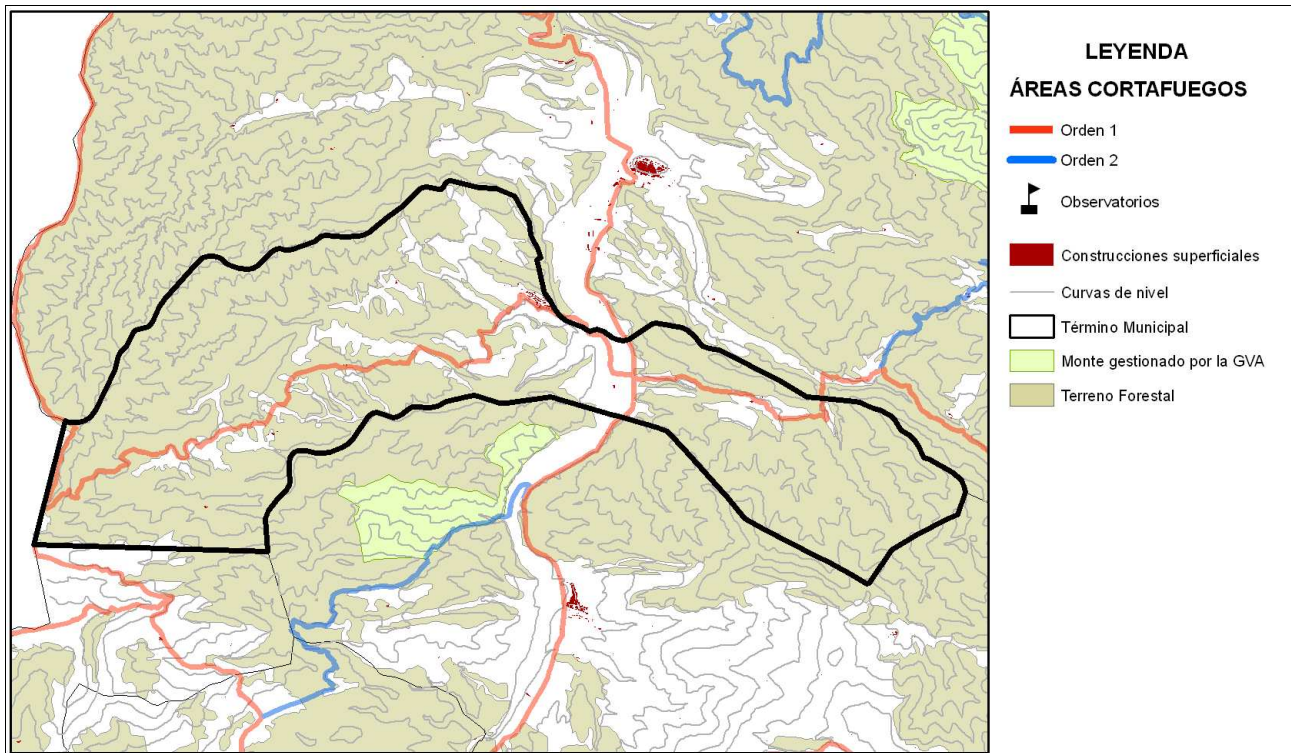 LEYENDA
ÁREAS CORTAFUEGOS
Orden 1
Orden 2
Observatorios
Construcciones superficiales
Curvas de nivel
Término Municipal
Monte gestionado por la GVA
Terreno Forestal